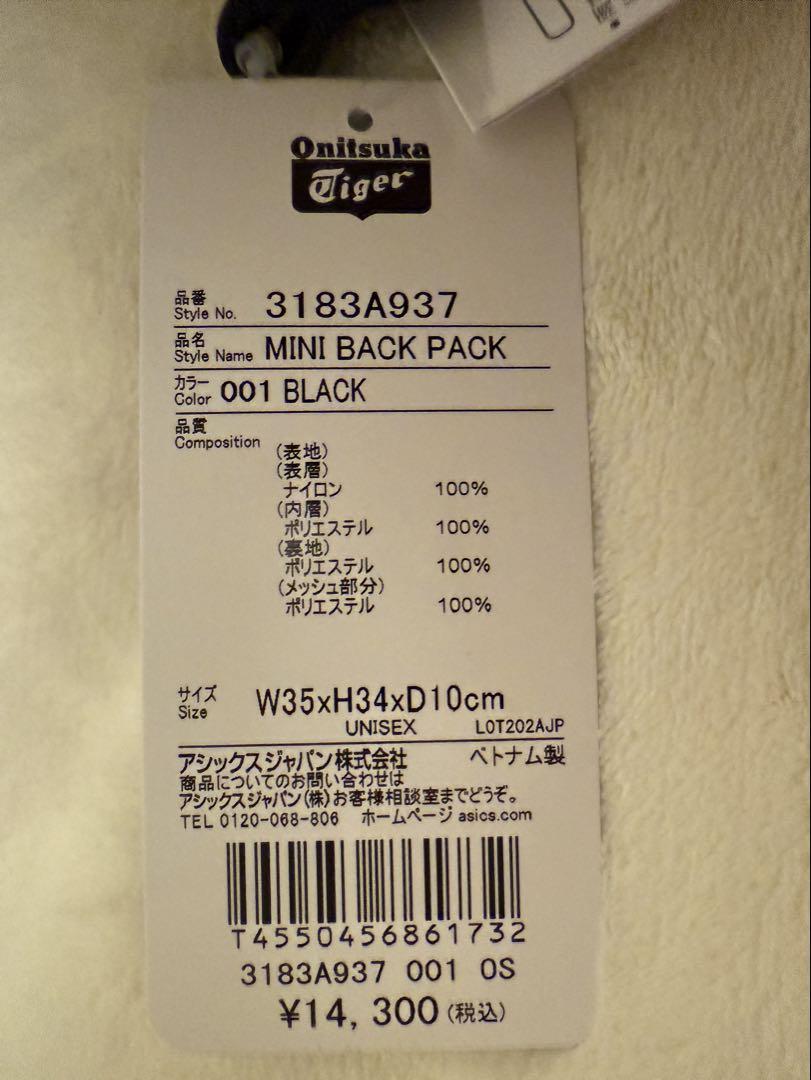 Onitsuka
Tiger
品番
Style No. 3183A937
品名
Style Name MINI BACK PACK
カラー
Color 001 BLACK
品質
Composition
(表地)
(表層)
ナイロン 100%
(内層)
ポリエステル 100%
(裏地)
ポリエステル 100%
(メッシュ部分)
ポリエステル 100%
サイズ
Size W35xH34xD10cm
UNISEX LOT202AJP
アシックスジャパン株式会社 ベトナム製
商品についてのお問い合わせは
アシックスジャパン(株)お客様相談室までどうぞ。
TEL 0120-068-806 ホームページ asics.com
T4550456861732
3183A937 001 OS
¥14,300(税込)